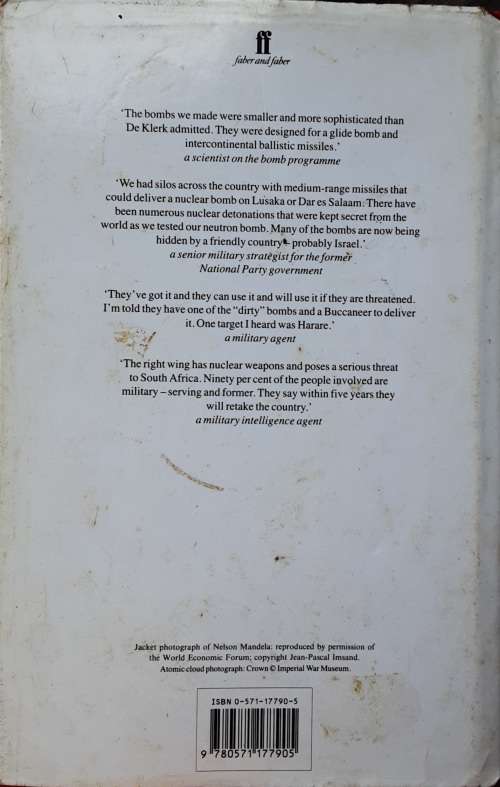 ff
faber and faber
‘The bombs we made were smaller and more sophisticated than
De Klerk admitted. They were designed for a glide bomb and
intercontinental ballistic missiles.’
a scientist on the bomb programme
‘We had silos across the country with medium-range missiles that
could deliver a nuclear bomb on Lusaka or Dar es Salaam. There have
been numerous nuclear detonations that were kept secret from the
world as we tested our neutron bomb. Many of the bombs are now being
hidden by a friendly country – probably Israel.’
a senior military strategist for the former
National Party government
‘They’ve got it and they can use it and will use it if they are threatened.
I’m told they have one of the “dirty” bombs and a Buccaneer to deliver
it. One target I heard was Harare.’
a military agent
‘The right wing has nuclear weapons and poses a serious threat
to South Africa. Ninety per cent of the people involved are
military – serving and former. They say within five years they
will retake the country.’
a military intelligence agent
Jacket photograph of Nelson Mandela: reproduced by permission of
the World Economic Forum; copyright Jean-Pascal Imsand.
Atomic cloud photograph: Crown © Imperial War Museum.
ISBN 0-571-17790-5
9 780571 177905